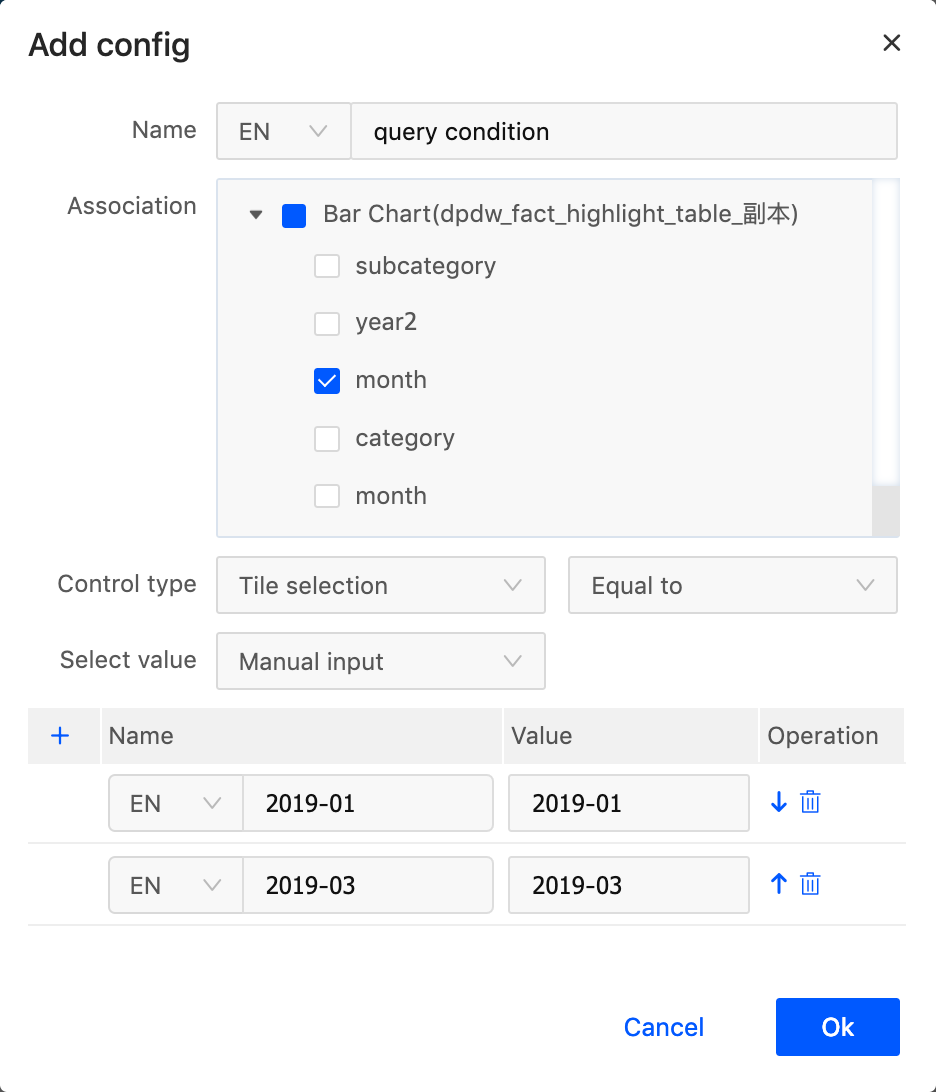 Add config
Name EN query condition
Association
Bar Chart(dpdw_fact_highlight_table_副本)
subcategory
year2
month
category
month
Control type Tile selection Equal to
Select value Manual input
+ Name Value Operation
EN 2019-01 2019-01
EN 2019-03 2019-03
Cancel Ok